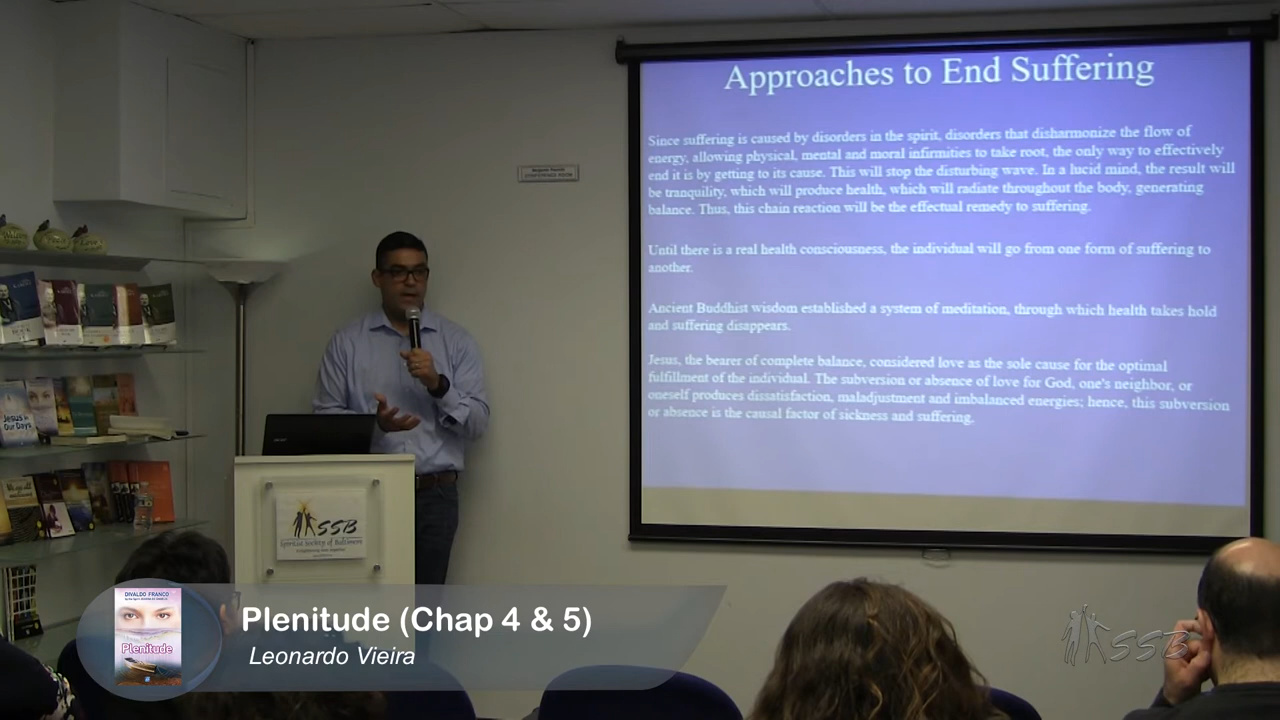 Approaches to End Suffering
Since suffering is caused by disorders in the spirit, disorders that disharmonize the flow of
energy, allowing physical, mental and moral infirmities to take root, the only way to effectively
end it is by getting to its cause. This will stop the disturbing wave. In a lucid mind, the result will
be tranquility, which will produce health, which will radiate throughout the body, generating
balance. Thus, this chain reaction will be the effectual remedy to suffering.
Until there is a real health consciousness, the individual will go from one form of suffering to
another.
Ancient Buddhist wisdom established a system of meditation, through which health takes hold
and suffering disappears.
Jesus, the bearer of complete balance, considered love as the sole cause for the optimal
fulfillment of the individual. The subversion or absence of love for God, one's neighbor, or
oneself produces dissatisfaction, maladjustment and imbalanced energies; hence, this subversion
or absence is the causal factor of sickness and suffering.
Jesus in
Our Days
SSB
Spiritist Society of Baltimore
DIVALDO FRANCO
Plenitude
Plenitude (Chap 4 & 5)
Leonardo Vieira
SSB